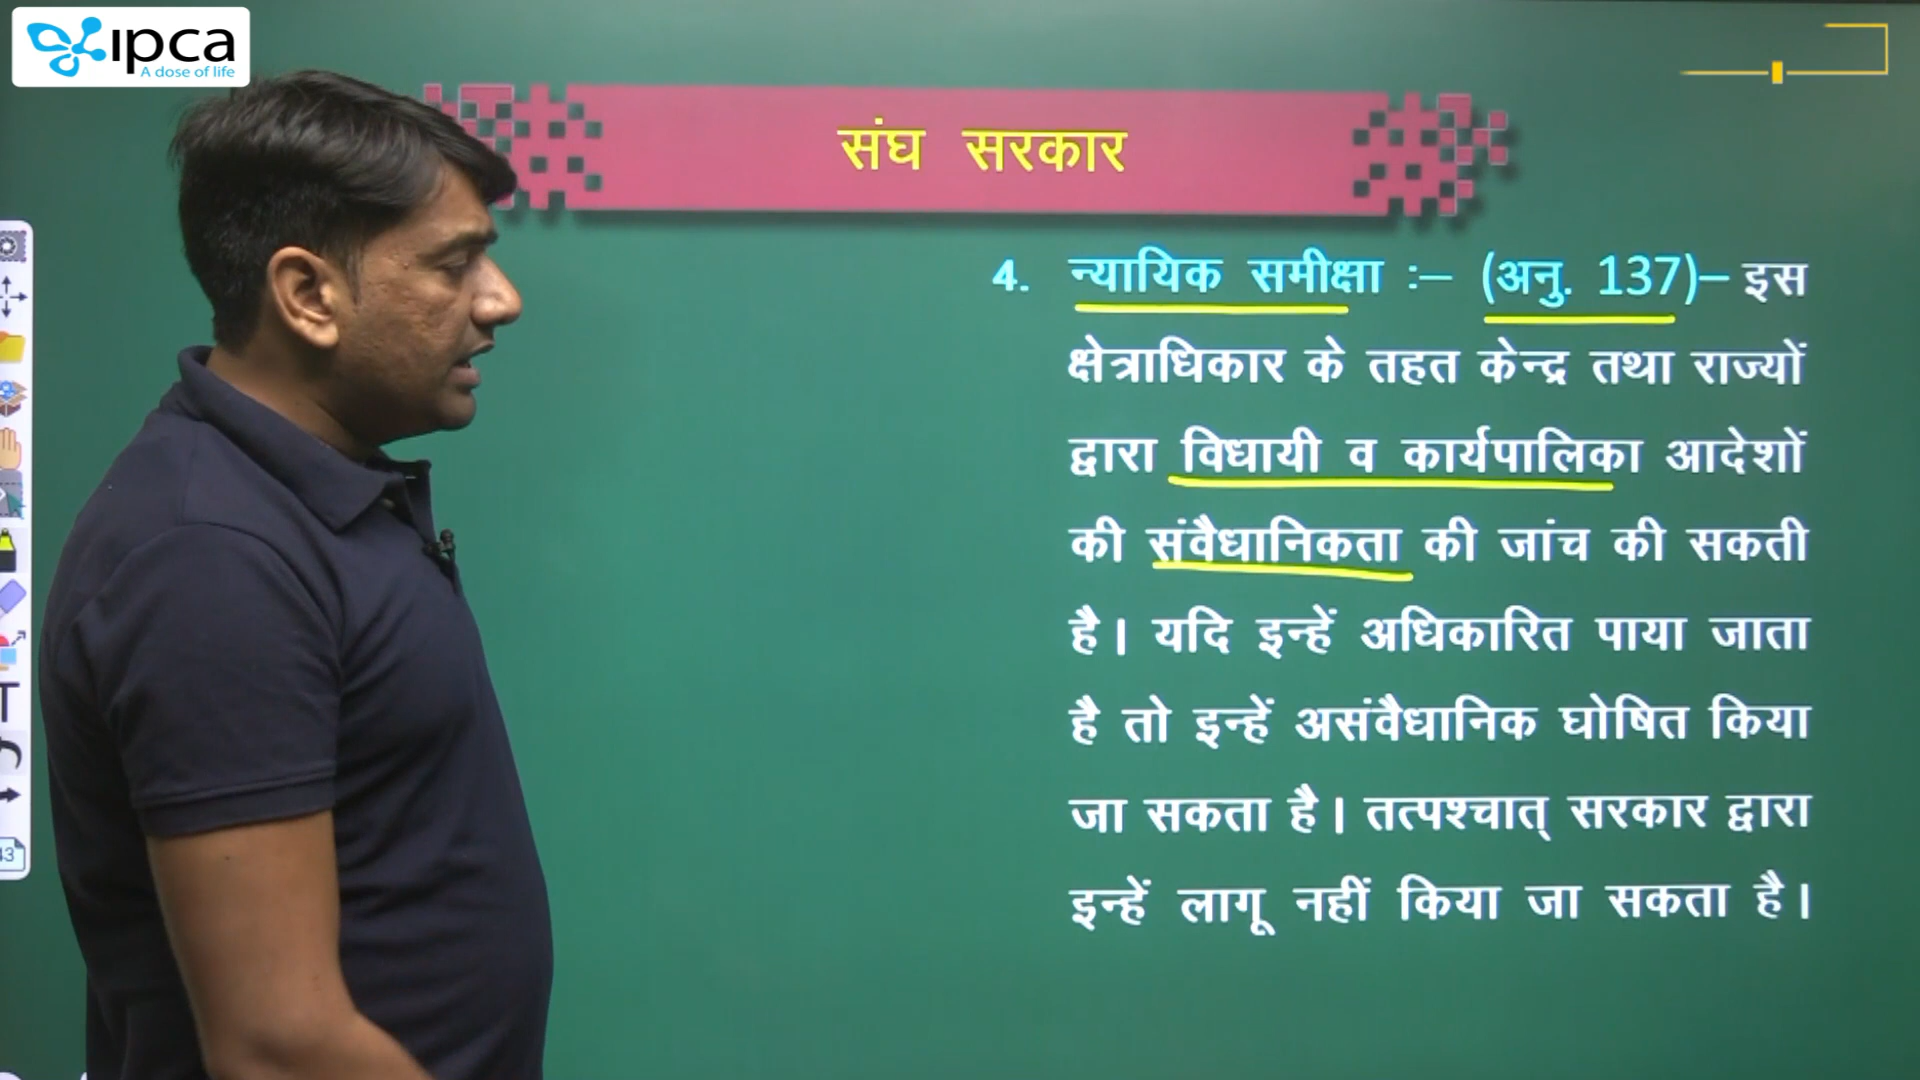 ipca
A dose of life
संघ सरकार
4. न्यायिक समीक्षा :– (अनु. 137)– इस
क्षेत्राधिकार के तहत केन्द्र तथा राज्यों
द्वारा विधायी व कार्यपालिका आदेशों
की संवैधानिकता की जांच की सकती
है। यदि इन्हें अधिकारित पाया जाता
है तो इन्हें असंवैधानिक घोषित किया
जा सकता है। तत्पश्चात् सरकार द्वारा
इन्हें लागू नहीं किया जा सकता है।
T
43